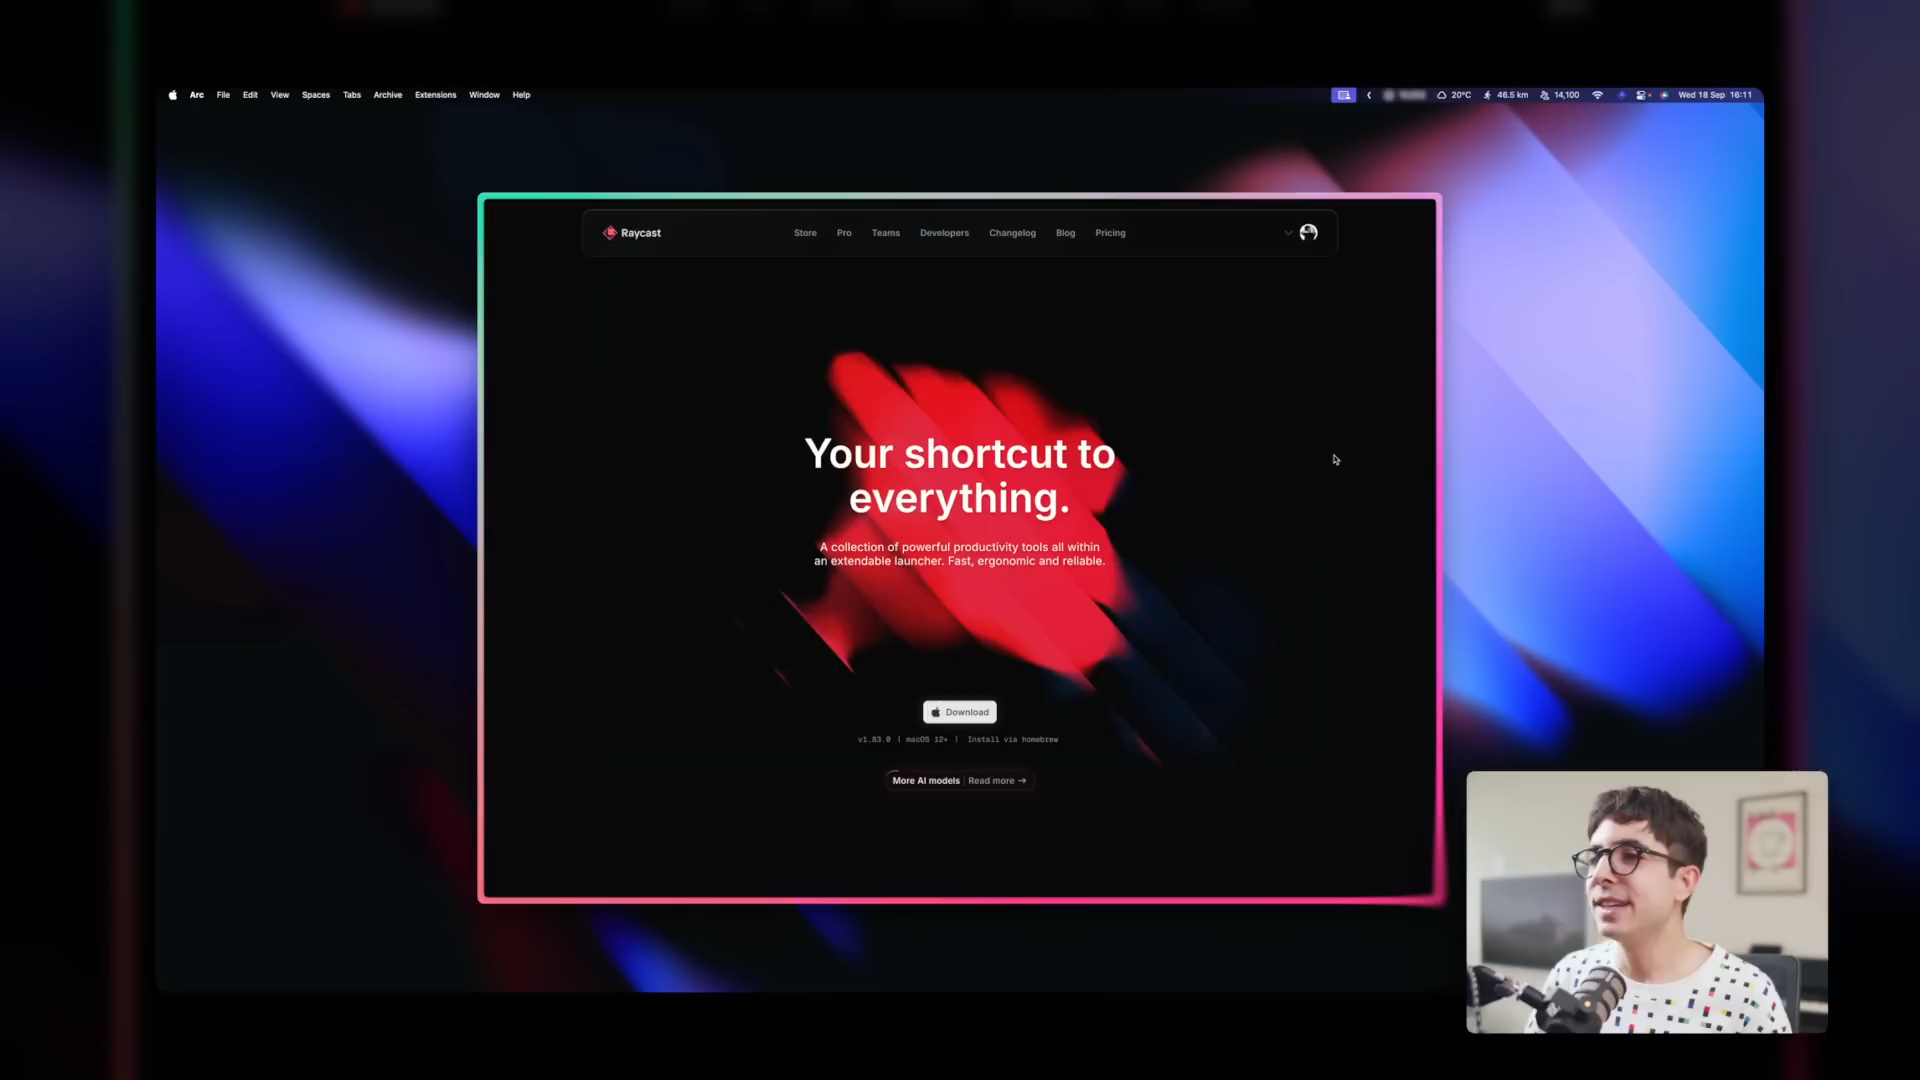 Arc File Edit View Spaces Tabs Archive Extensions Window Help
20°C 46.5 km 14,100 Wed 18 Sep 16:11
Raycast Store Pro Teams Developers Changelog Blog Pricing
Your shortcut to
everything.
A collection of powerful productivity tools all within
an extendable launcher. Fast, ergonomic and reliable.
Download
v1.83.0 | macOS 12+ | Install via homebrew
More AI models | Read more →